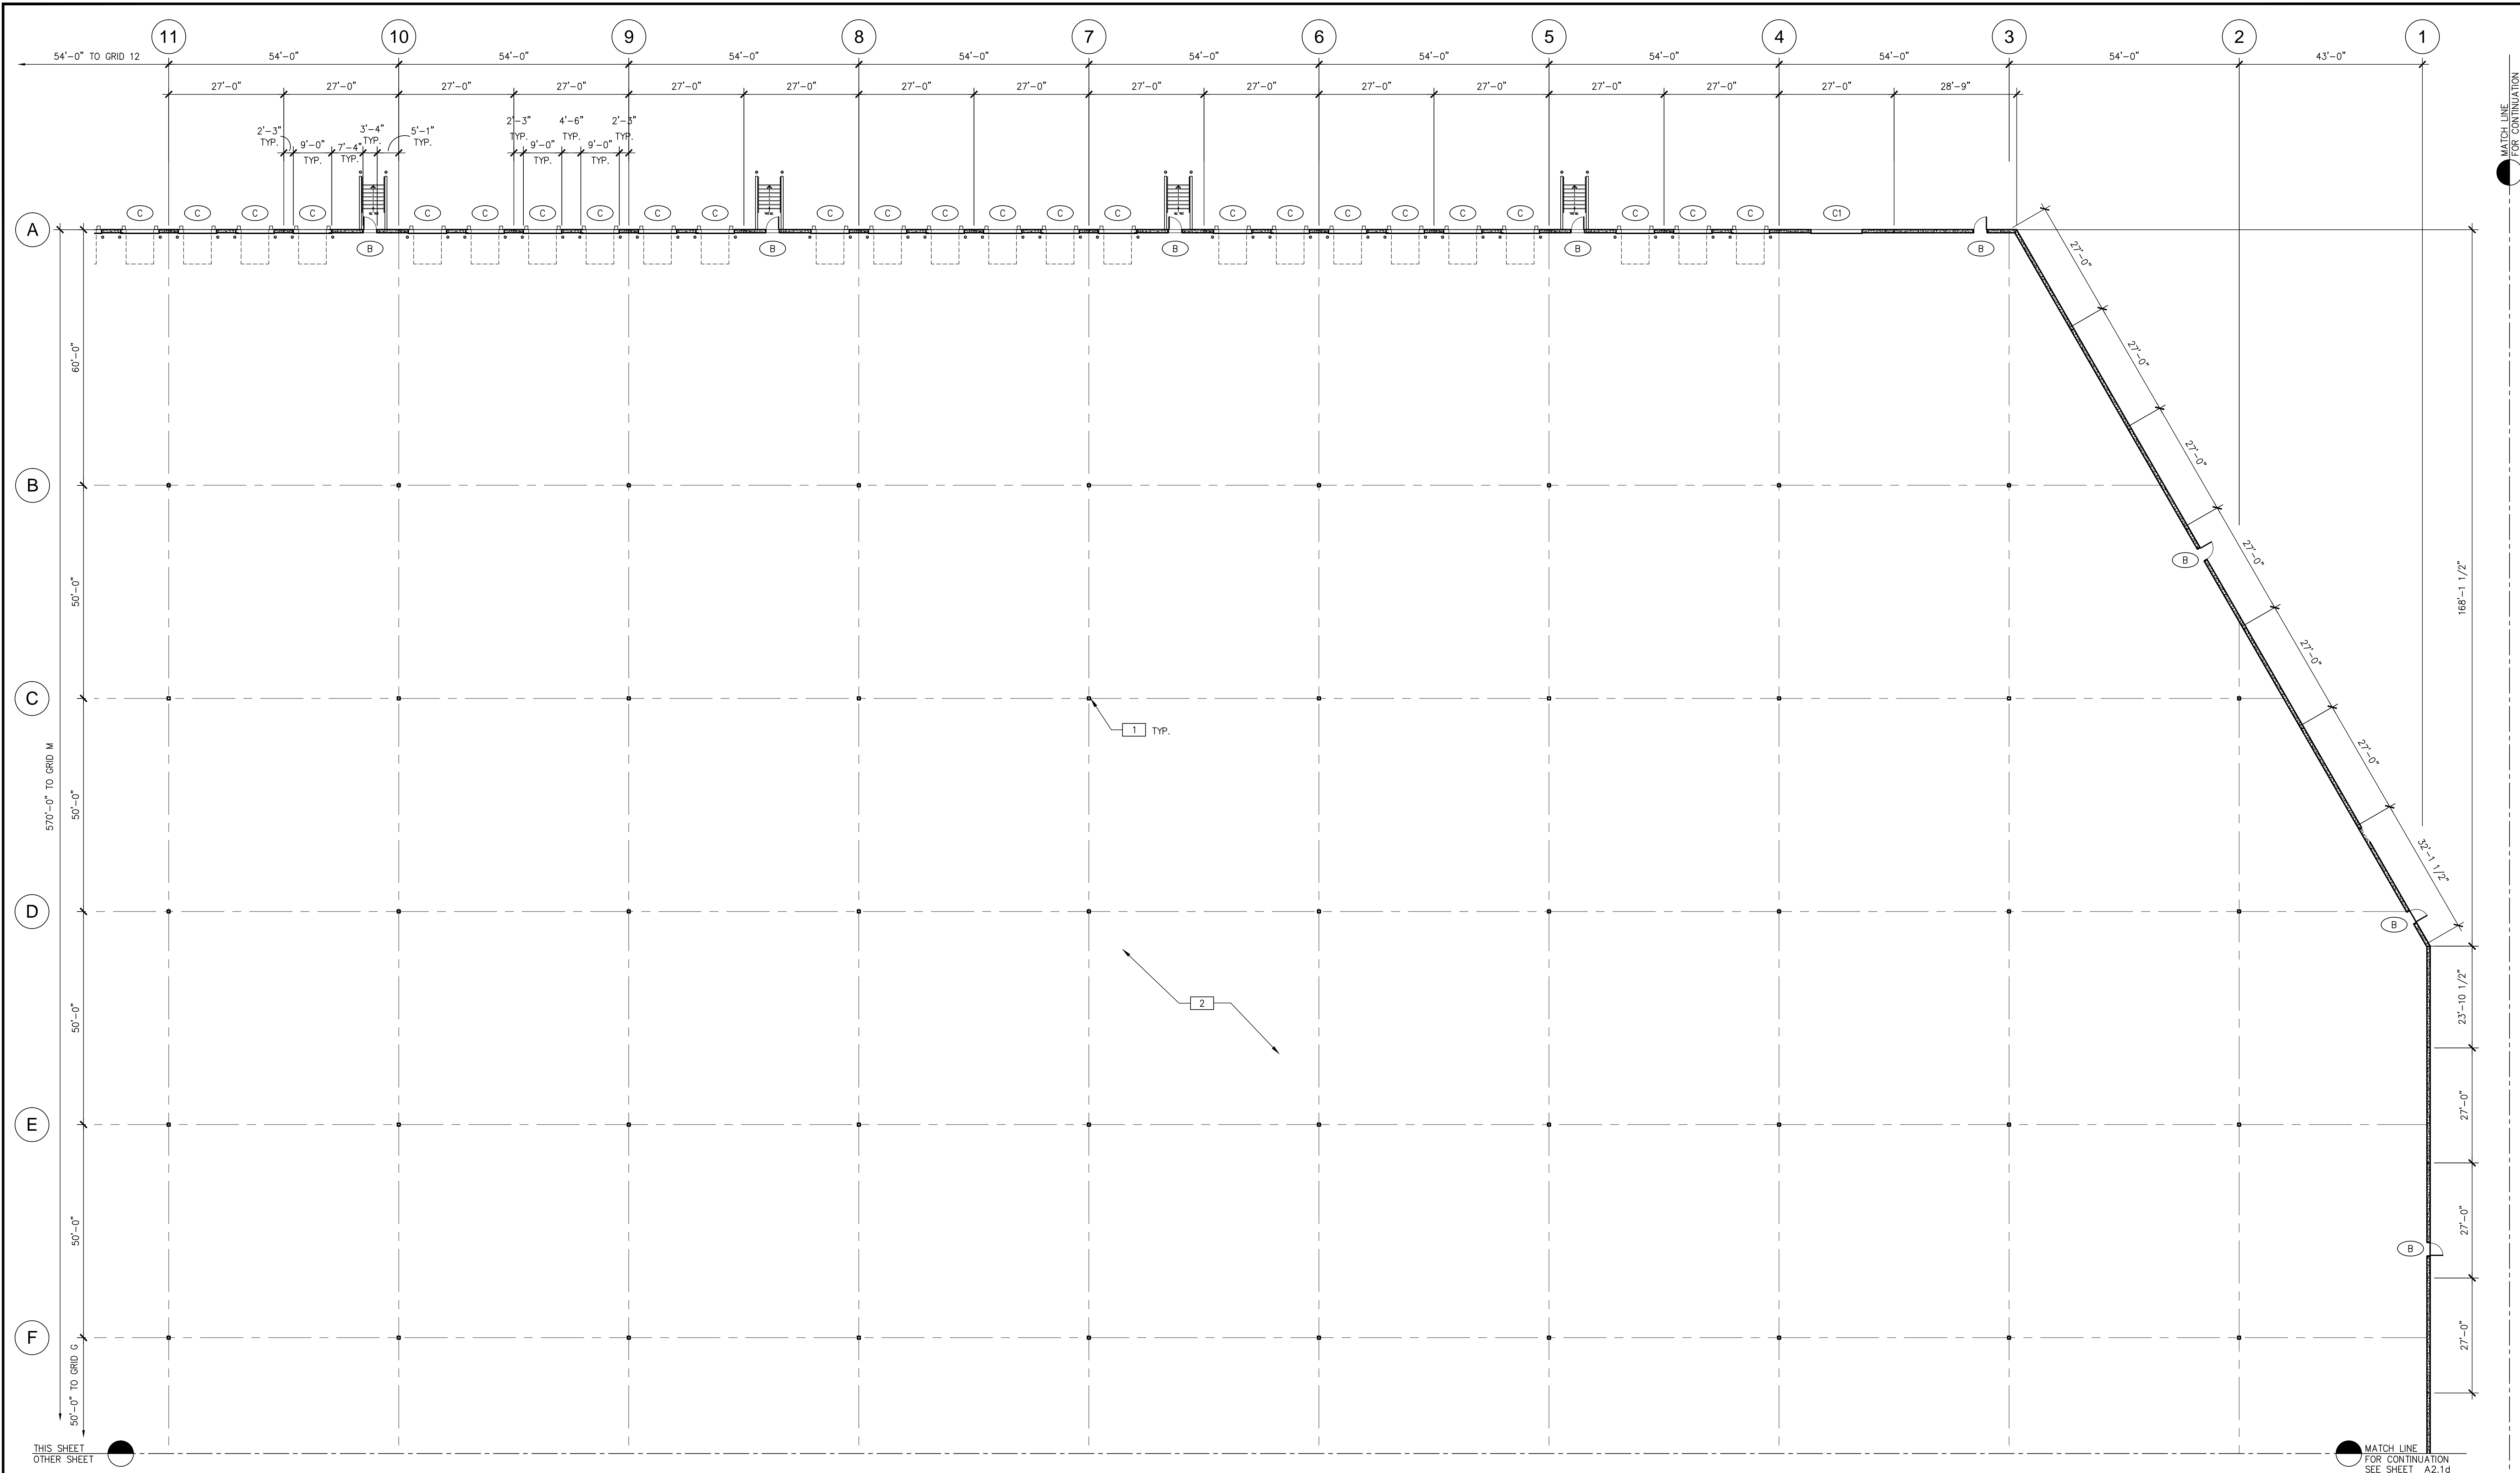 11 10 9 8 7 6 5 4 3 2 1
54'-0" TO GRID 12 54'-0" 54'-0" 54'-0" 54'-0" 54'-0" 54'-0" 54'-0" 54'-0" 54'-0" 43'-0"
27'-0" 27'-0" 27'-0" 27'-0" 27'-0" 27'-0" 27'-0" 27'-0" 27'-0" 27'-0" 27'-0" 27'-0" 27'-0" 27'-0" 27'-0" 28'-9"
MATCH LINE
FOR CONTINUATION
2'-3"
TYP.
9'-0"
TYP.
7'-4"
TYP.
3'-4"
TYP.
5'-1"
TYP.
2'-3"
TYP.
9'-0"
TYP.
4'-6"
TYP.
9'-0"
TYP.
2'-3"
TYP.
C C C C C C C C C C C C C C C C C C C C C C C C C C1
A
B B B B B
27'-0"
27'-0"
27'-0"
27'-0"
27'-0"
27'-0"
32'-1 1/2"
60'-0"
B
50'-0"
B
168'-1 1/2"
C
1 TYP.
570'-0" TO GRID M
50'-0"
D
B
50'-0"
2
23'-10 1/2"
E
27'-0"
50'-0"
27'-0"
B
F
27'-0"
50'-0" TO GRID G
THIS SHEET
OTHER SHEET
MATCH LINE
FOR CONTINUATION
SEE SHEET A2.1d